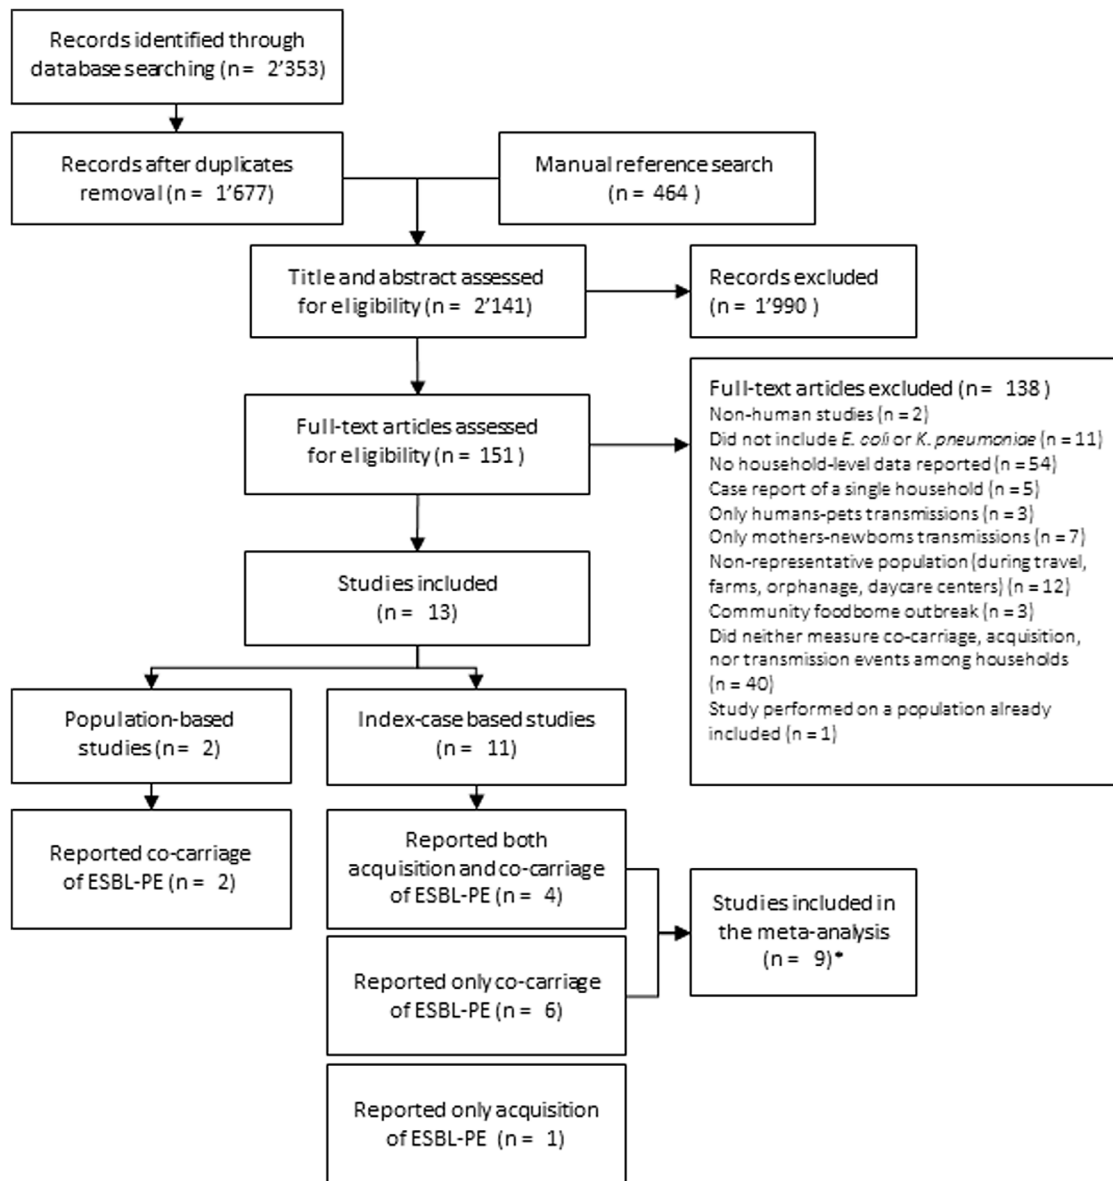 Records identified through
database searching (n = 2'353)
Records after duplicates
removal (n = 1'677)
Manual reference search
(n = 464 )
Title and abstract assessed
for eligibility (n = 2'141)
Records excluded
(n = 1'990 )
Full-text articles assessed
for eligibility (n = 151 )
Full-text articles excluded (n = 138 )
Non-human studies (n = 2)
Did not include E. coli or K. pneumoniae (n = 11)
No household-level data reported (n = 54)
Case report of a single household (n = 5)
Only humans-pets transmissions (n = 3)
Only mothers-newborns transmissions (n = 7)
Non-representative population (during travel,
farms, orphanage, daycare centers) (n = 12)
Community foodborne outbreak (n = 3)
Did neither measure co-carriage, acquisition,
nor transmission events among households
(n = 40)
Study performed on a population already
included (n = 1)
Studies included
(n = 13)
Population-based
studies (n = 2)
Index-case based studies
(n = 11)
Reported co-carriage
of ESBL-PE (n = 2)
Reported both
acquisition and co-carriage
of ESBL-PE (n = 4)
Reported only co-carriage
of ESBL-PE (n = 6)
Studies included in
the meta-analysis
(n = 9)*
Reported only acquisition
of ESBL-PE (n = 1)